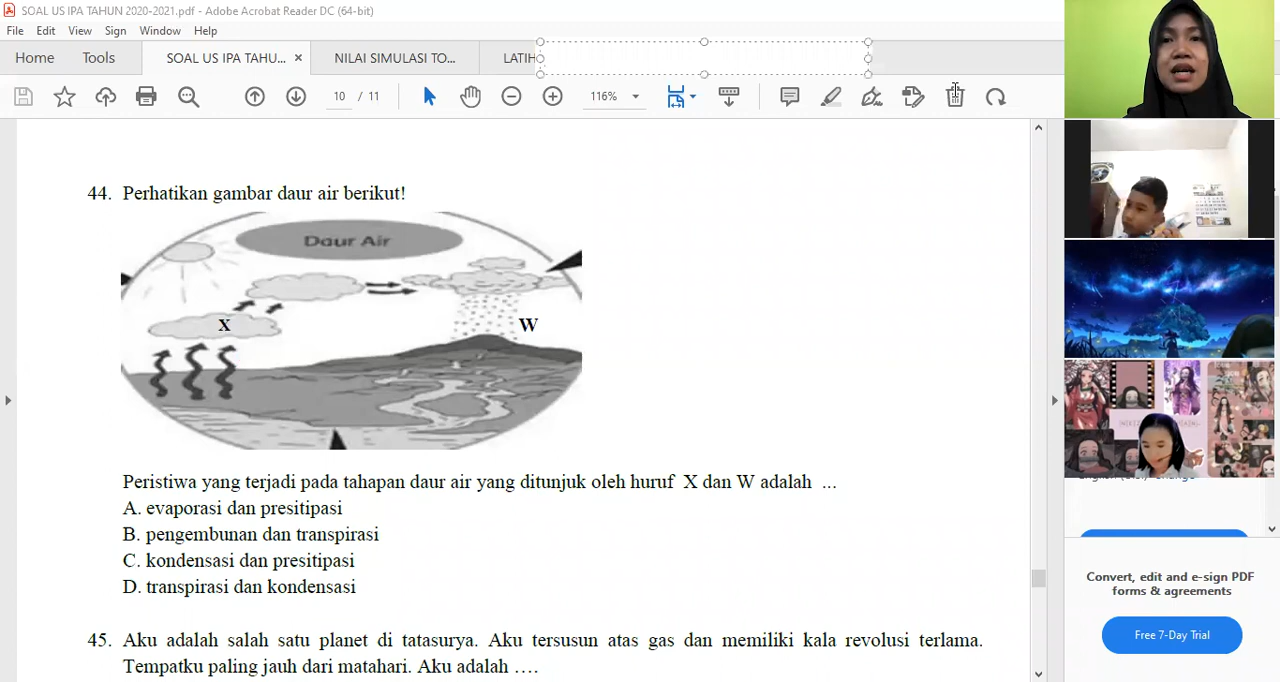 SOAL US IPA TAHUN 2020-2021.pdf - Adobe Acrobat Reader DC (64-bit)
File Edit View Sign Window Help
Home Tools SOAL US IPA TAHU... × NILAI SIMULASI TO... LATIH
10 / 11 116%
44. Perhatikan gambar daur air berikut!
Daur Air
X
W
Peristiwa yang terjadi pada tahapan daur air yang ditunjuk oleh huruf X dan W adalah ...
A. evaporasi dan presitipasi
B. pengembunan dan transpirasi
C. kondensasi dan presitipasi
D. transpirasi dan kondensasi
45. Aku adalah salah satu planet di tatasurya. Aku tersusun atas gas dan memiliki kala revolusi terlama.
Tempatku paling jauh dari matahari. Aku adalah ….
Convert, edit and e-sign PDF
forms & agreements
Free 7-Day Trial